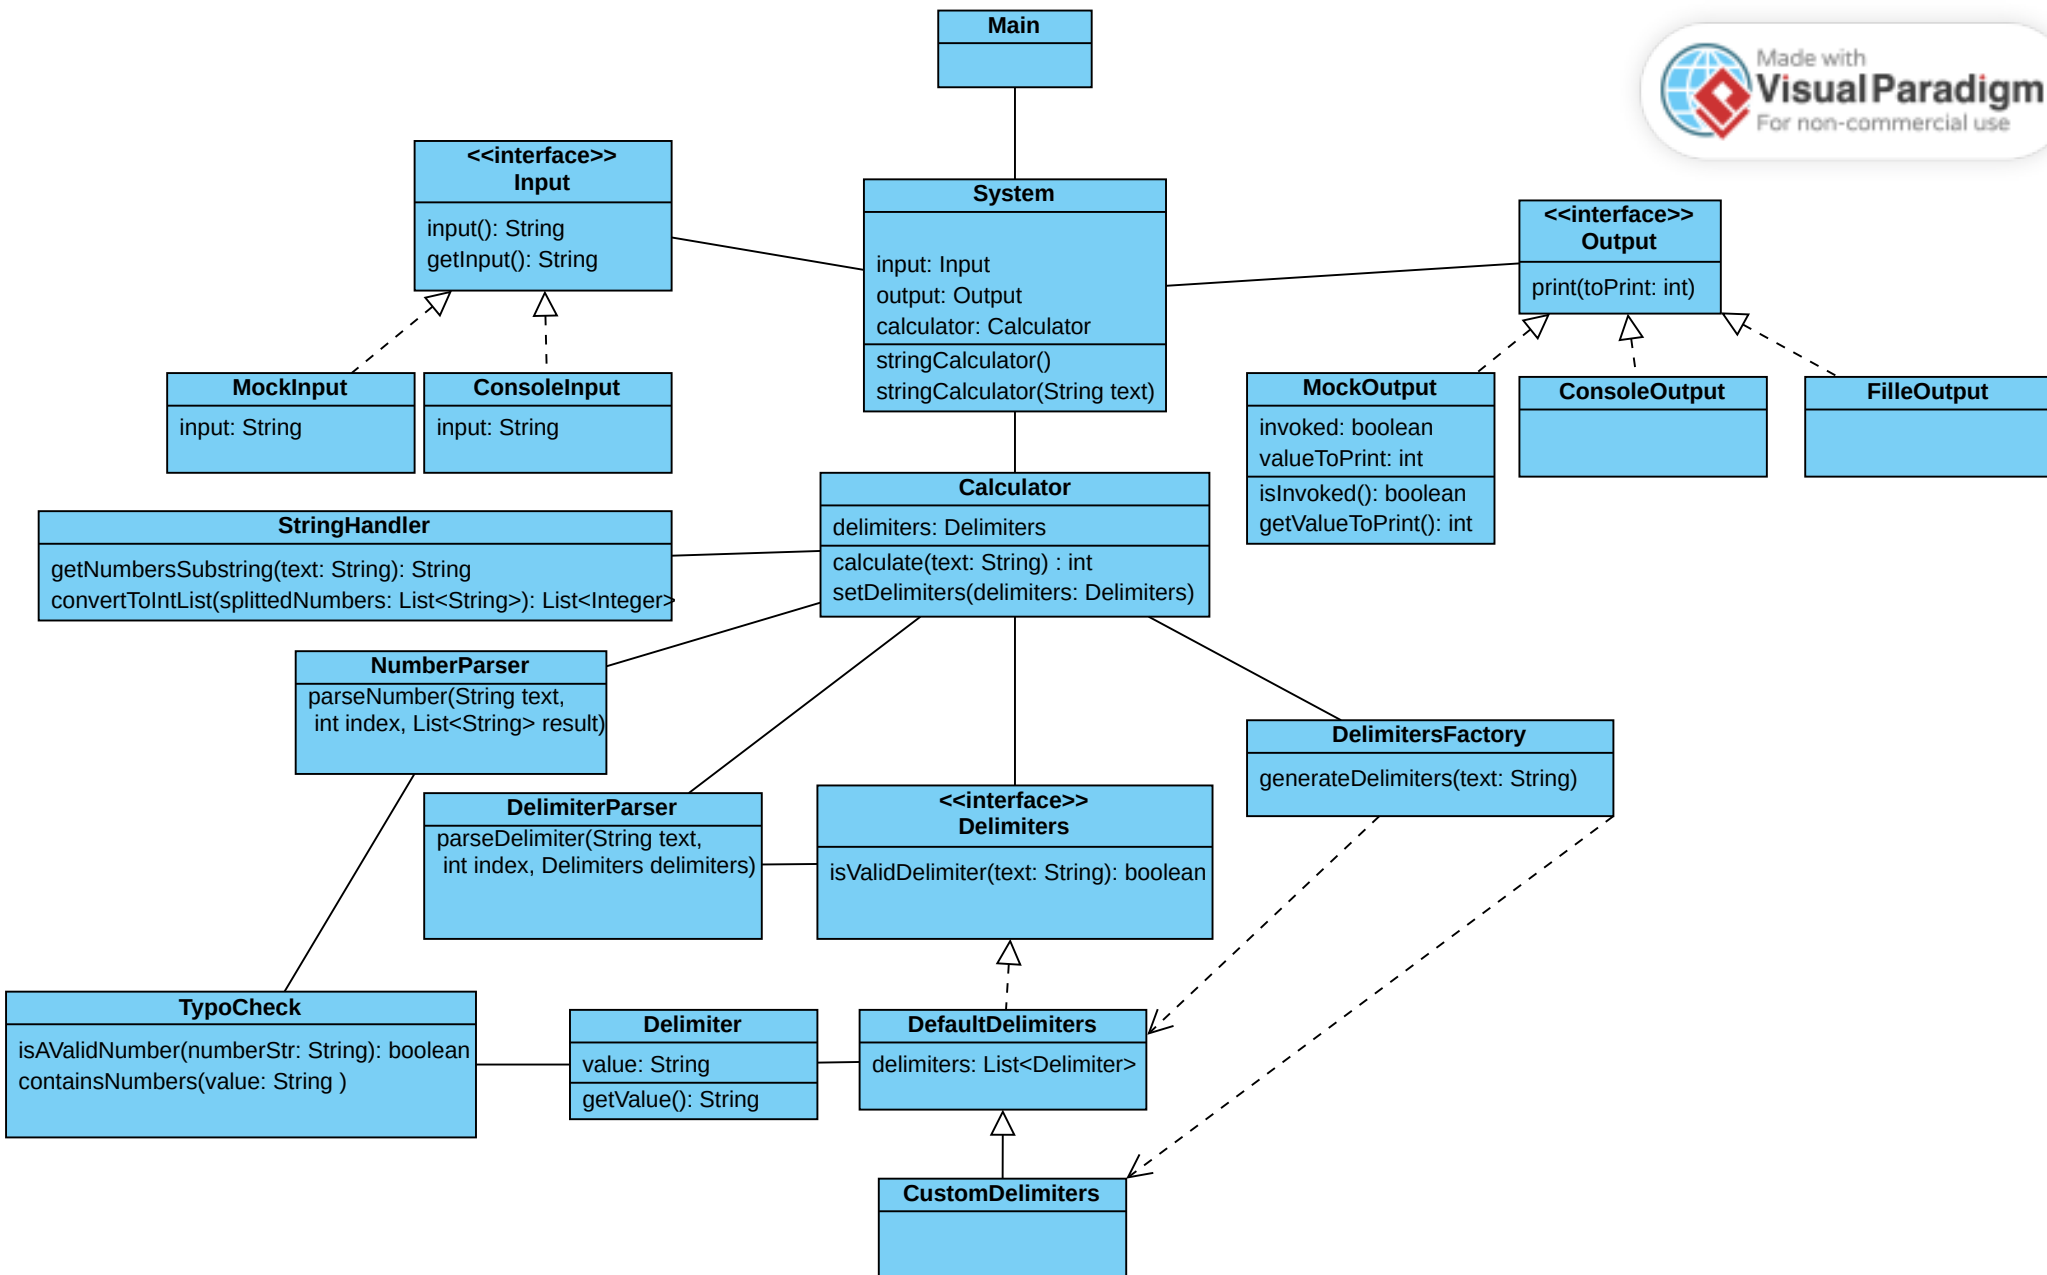 Main
Made with
Visual Paradigm
For non-commercial use
<<interface>>
Input
input(): String
getInput(): String
System
input: Input
output: Output
calculator: Calculator
stringCalculator()
stringCalculator(String text)
<<interface>>
Output
print(toPrint: int)
MockInput
input: String
ConsoleInput
input: String
MockOutput
invoked: boolean
valueToPrint: int
isInvoked(): boolean
getValueToPrint(): int
ConsoleOutput
FilleOutput
Calculator
delimiters: Delimiters
calculate(text: String) : int
setDelimiters(delimiters: Delimiters)
StringHandler
getNumbersSubstring(text: String): String
convertToIntList(splittedNumbers: List<String>): List<Integer>
NumberParser
parseNumber(String text,
int index, List<String> result)
DelimitersFactory
generateDelimiters(text: String)
DelimiterParser
parseDelimiter(String text,
int index, Delimiters delimiters)
<<interface>>
Delimiters
isValidDelimiter(text: String): boolean
TypoCheck
isAValidNumber(numberStr: String): boolean
containsNumbers(value: String )
Delimiter
value: String
getValue(): String
DefaultDelimiters
delimiters: List<Delimiter>
CustomDelimiters